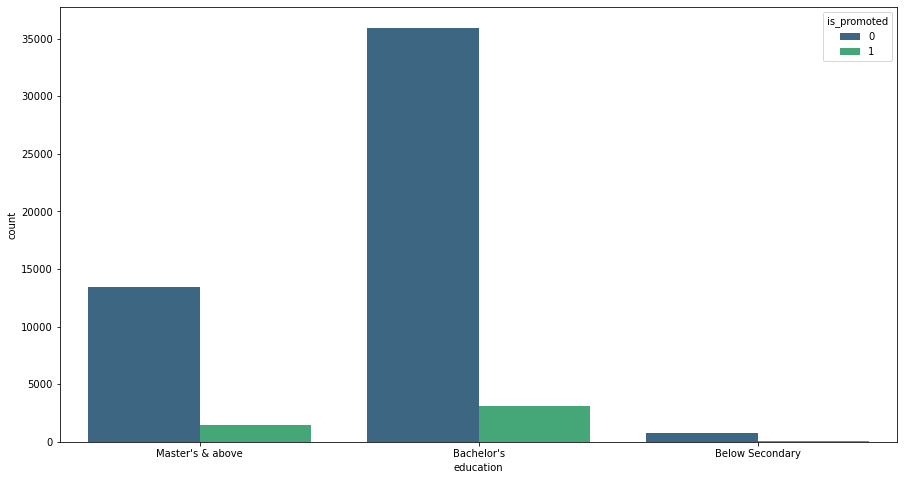 is_promoted
0
1
35000
30000
25000
20000
15000
10000
5000
0
count
Master's & above
Bachelor's
Below Secondary
education